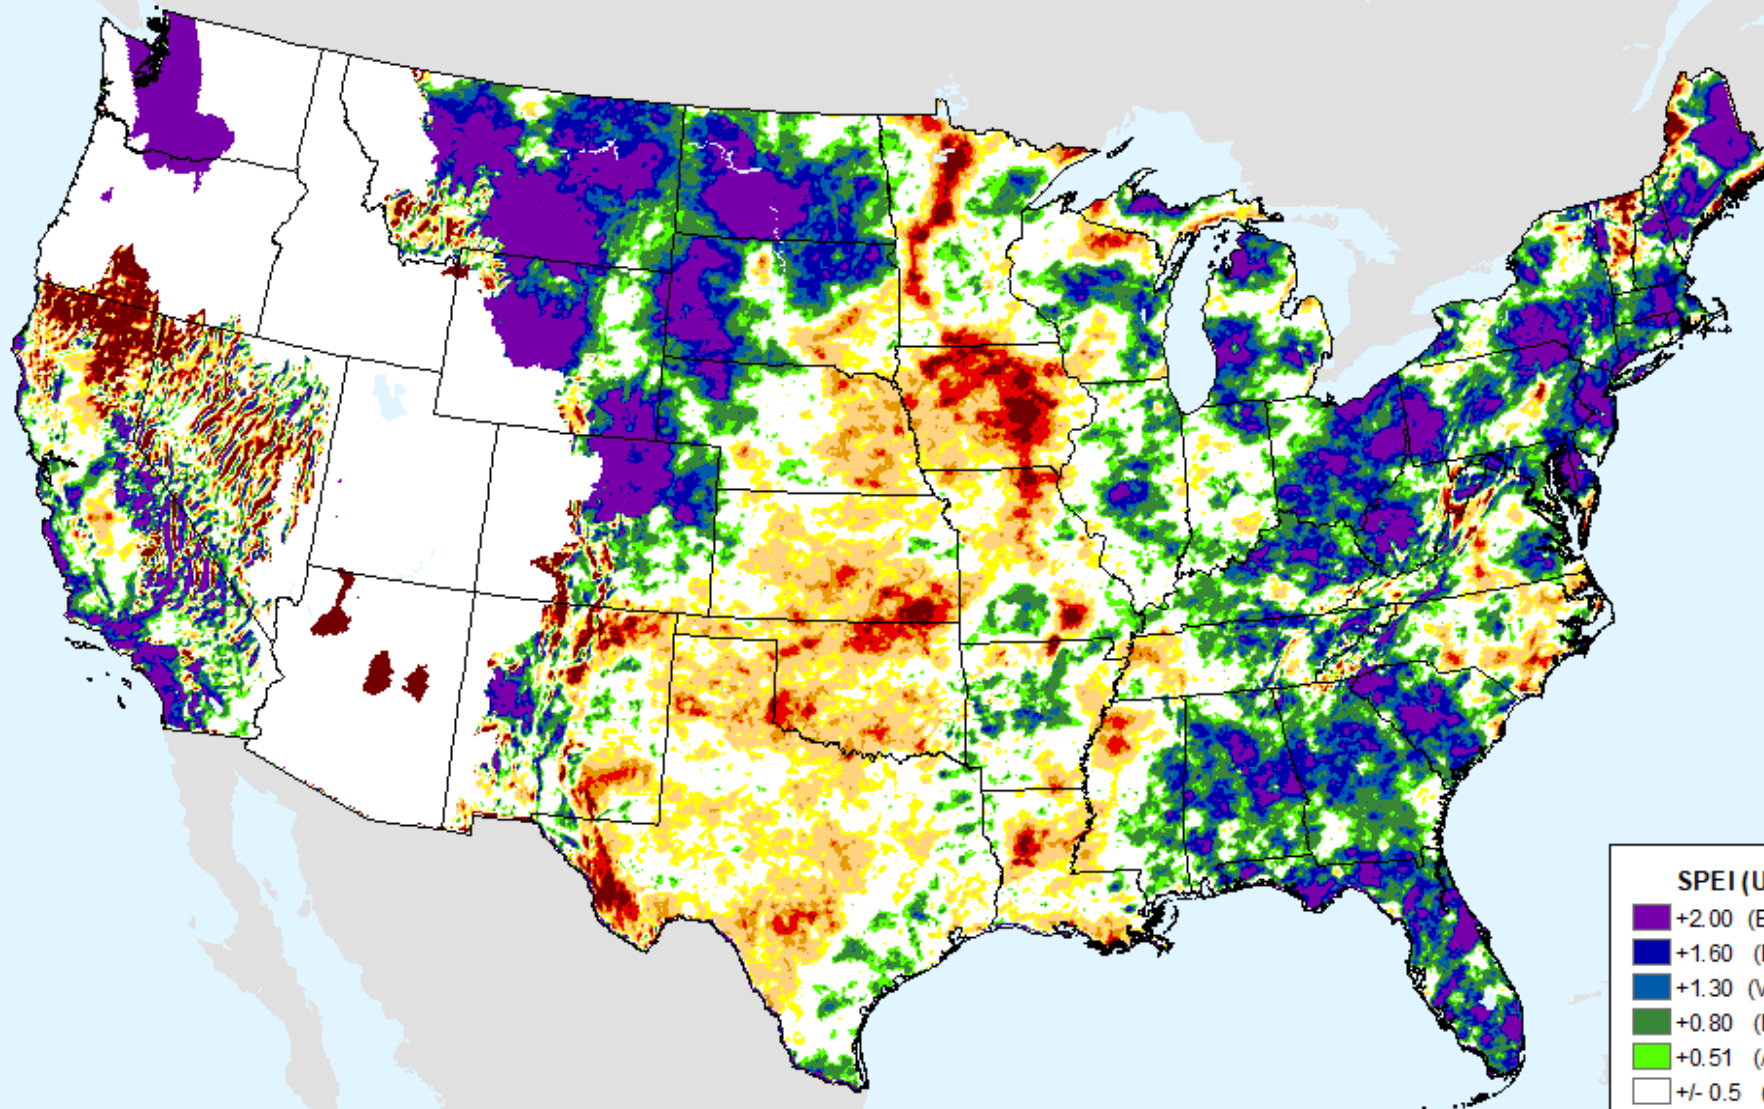 SPEI (U
+2.00 (E
+1.60 (
+1.30 (V
+0.80 (
+0.51 (
+/- 0.5 (